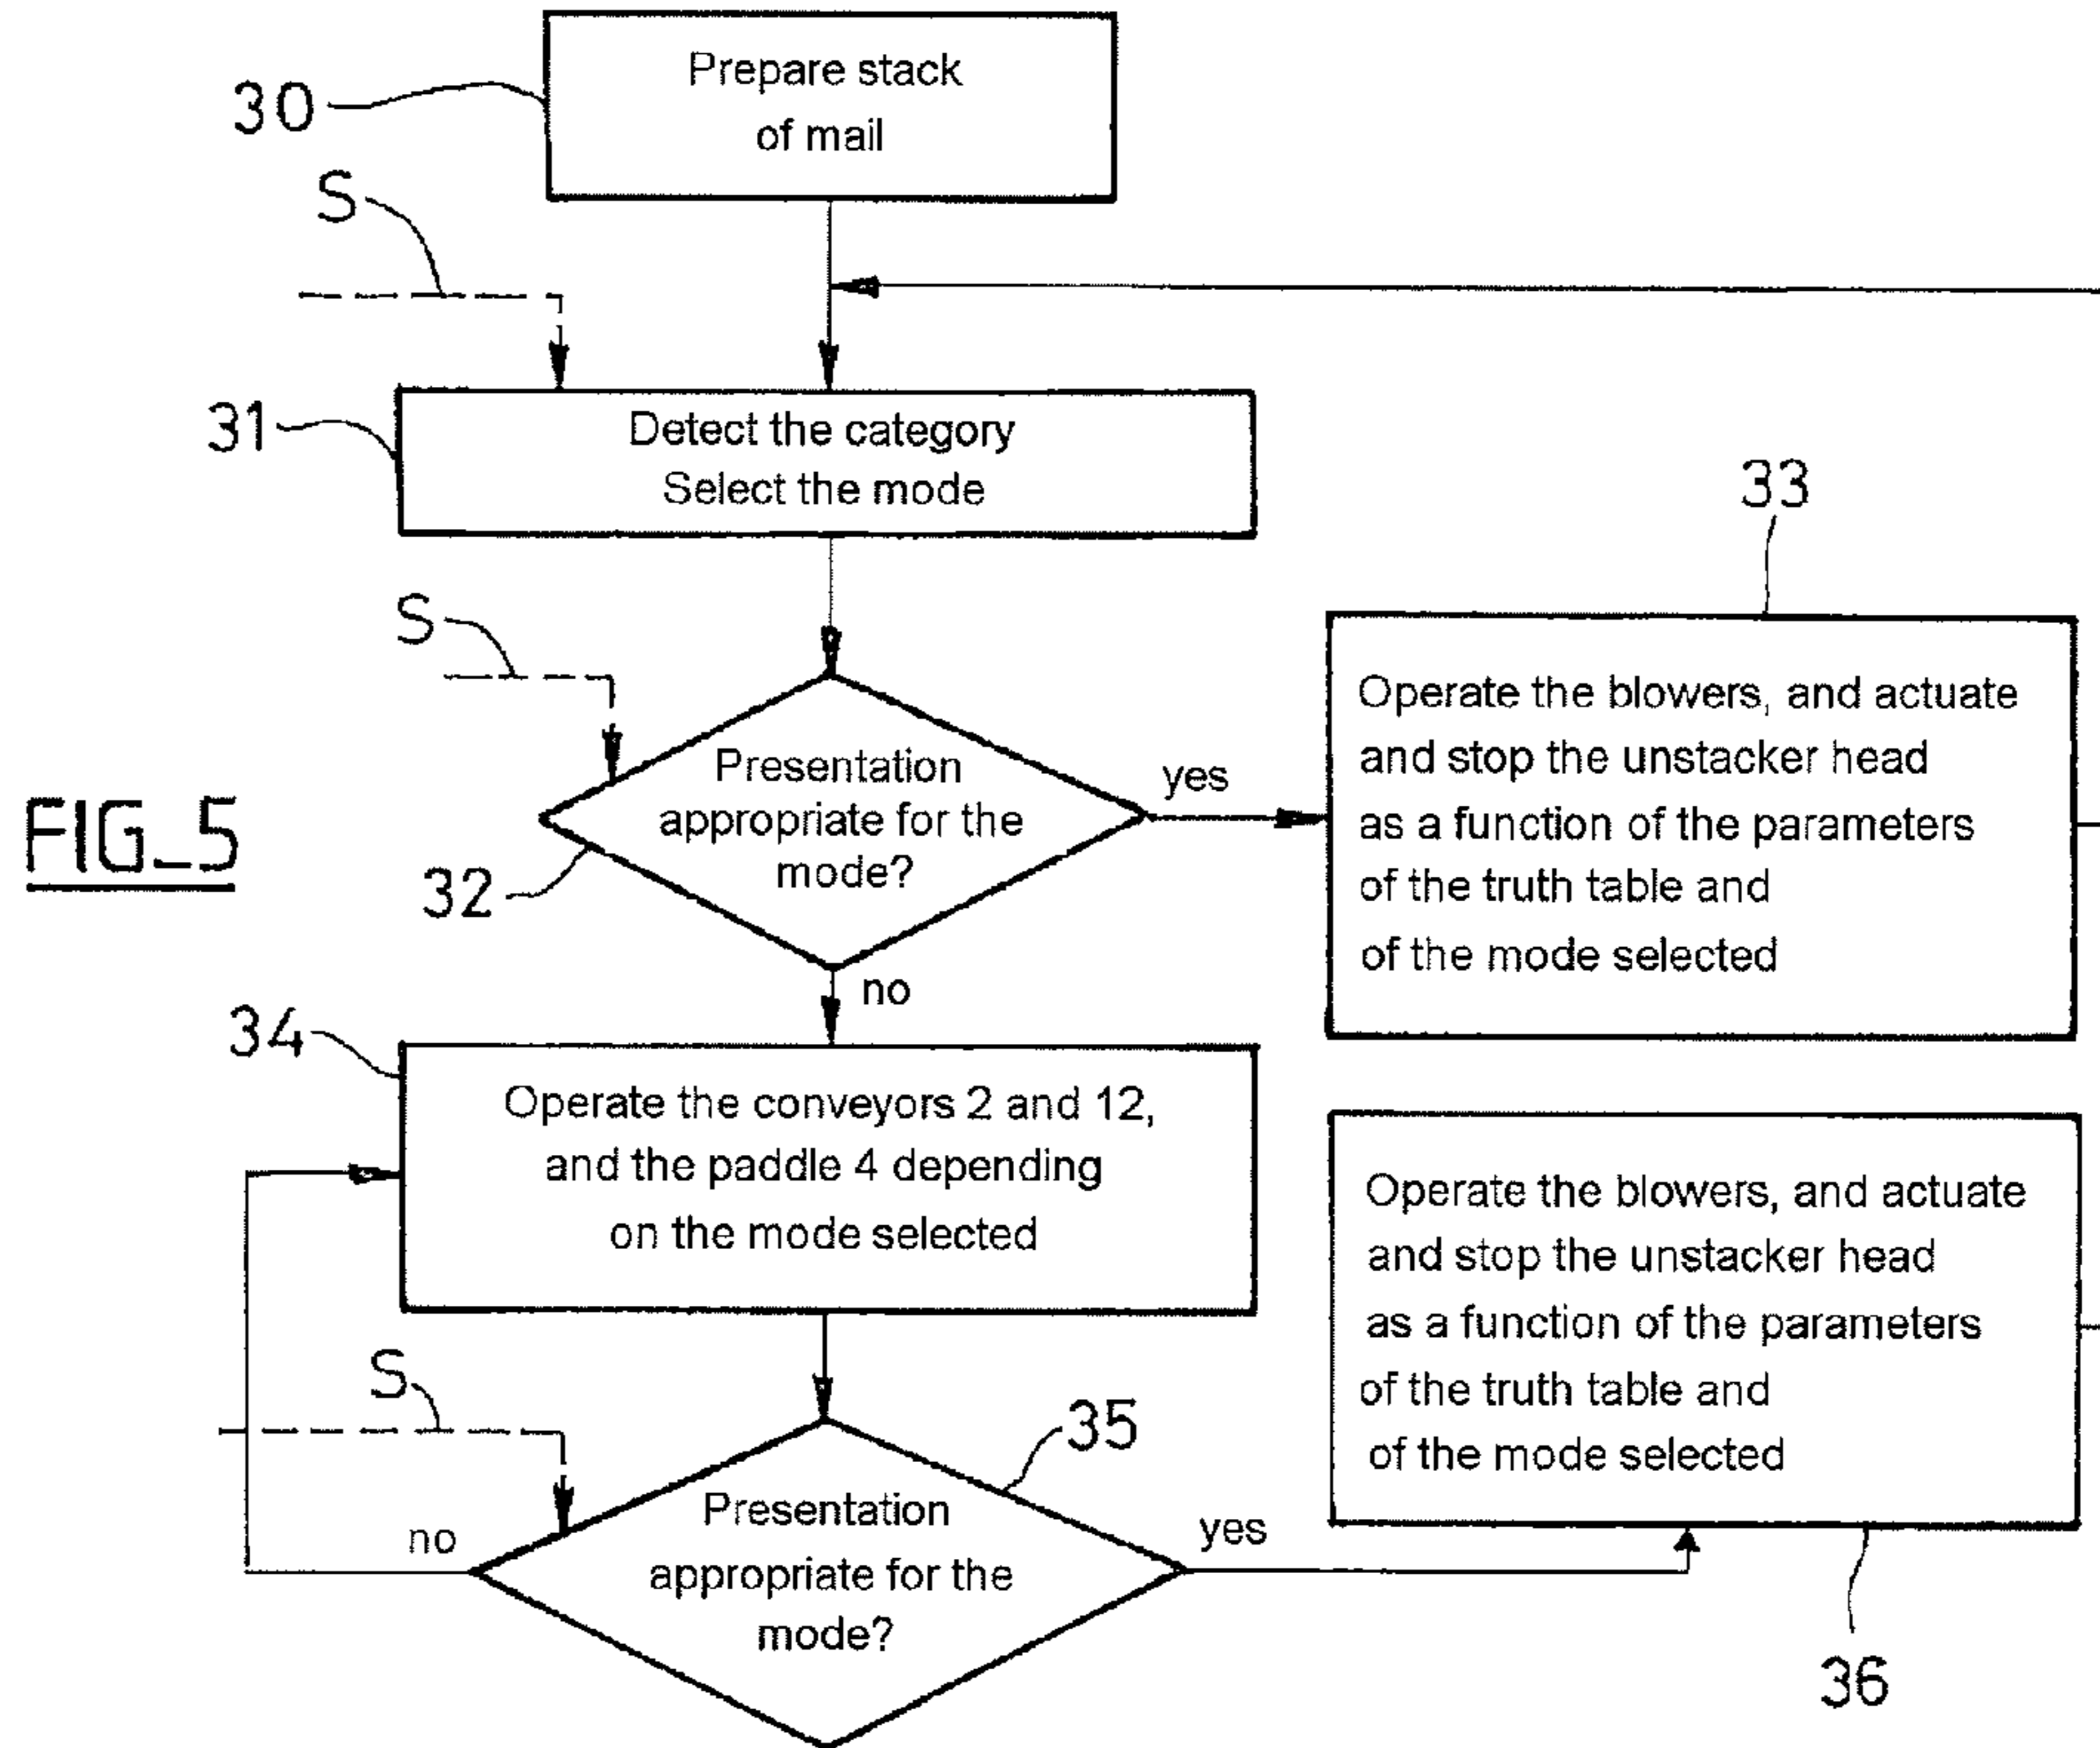 Prepare stack
of mail
30
S
31
Detect the category
Select the mode
33
S
Presentation
appropriate for the
mode?
yes
32
no
Operate the blowers, and actuate
and stop the unstacker head
as a function of the parameters
of the truth table and
of the mode selected
FIG_5
34
Operate the conveyors 2 and 12,
and the paddle 4 depending
on the mode selected
Operate the blowers, and actuate
and stop the unstacker head
as a function of the parameters
of the truth table and
of the mode selected
S
35
no
Presentation
appropriate for the
mode?
yes
36